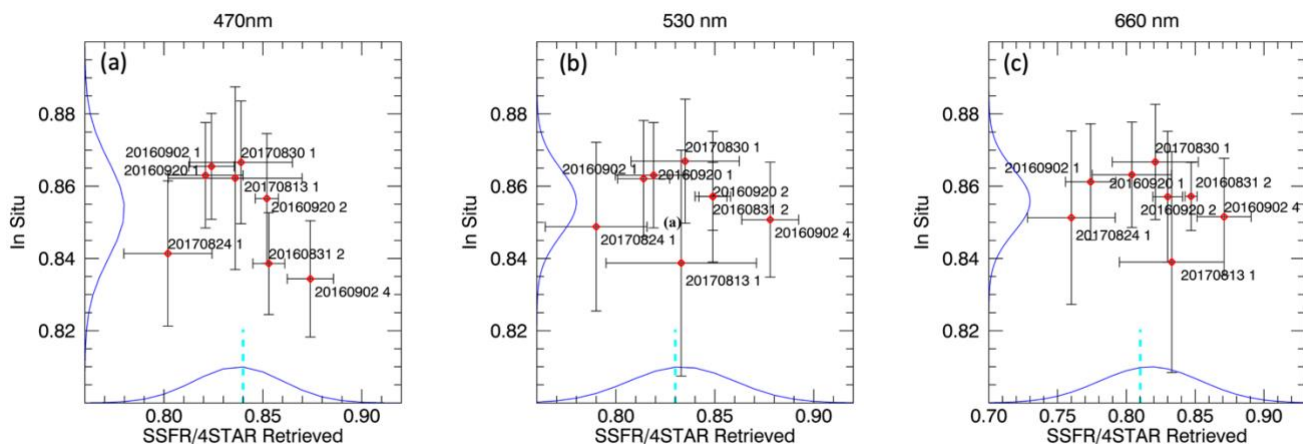 470nm
(a)
In Situ
0.88
0.86
0.84
0.82
20160902 1
20170830 1
20160920 1
20170813 1
20160920 2
20170824 1
20160831 2
20160902 4
0.80 0.85 0.90
SSFR/4STAR Retrieved
530 nm
(b)
In Situ
0.88
0.86
0.84
0.82
20170830 1
20160902 1
20160920 1
20160920 2
20160831 2
(a)
20160902 4
20170824 1
20170813 1
0.80 0.85 0.90
SSFR/4STAR Retrieved
660 nm
(c)
In Situ
0.88
0.86
0.84
0.82
20170830 1
20160902 1
20160920 1
20160831 2
20160920 2
20160902 4
20170824 1
20170813 1
0.70 0.75 0.80 0.85 0.90
SSFR/4STAR Retrieved